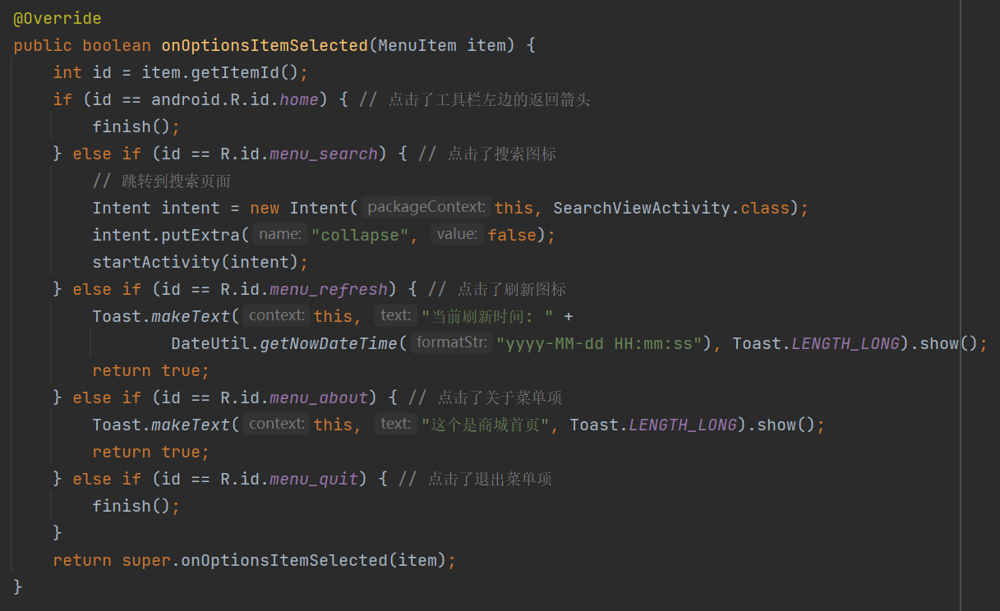 @Override
public boolean onOptionsItemSelected(MenuItem item) {
    int id = item.getItemId();
    if (id == android.R.id.home) { // 点击了工具栏左边的返回箭头
        finish();
    } else if (id == R.id.menu_search) { // 点击了搜索图标
        // 跳转到搜索页面
        Intent intent = new Intent( packageContext: this, SearchViewActivity.class);
        intent.putExtra( name: "collapse", value: false);
        startActivity(intent);
    } else if (id == R.id.menu_refresh) { // 点击了刷新图标
        Toast.makeText( context: this, text: "当前刷新时间: " +
                DateUtil.getNowDateTime( formatStr: "yyyy-MM-dd HH:mm:ss"), Toast.LENGTH_LONG).show();
        return true;
    } else if (id == R.id.menu_about) { // 点击了关于菜单项
        Toast.makeText( context: this, text: "这个是商城首页", Toast.LENGTH_LONG).show();
        return true;
    } else if (id == R.id.menu_quit) { // 点击了退出菜单项
        finish();
    }
    return super.onOptionsItemSelected(item);
}